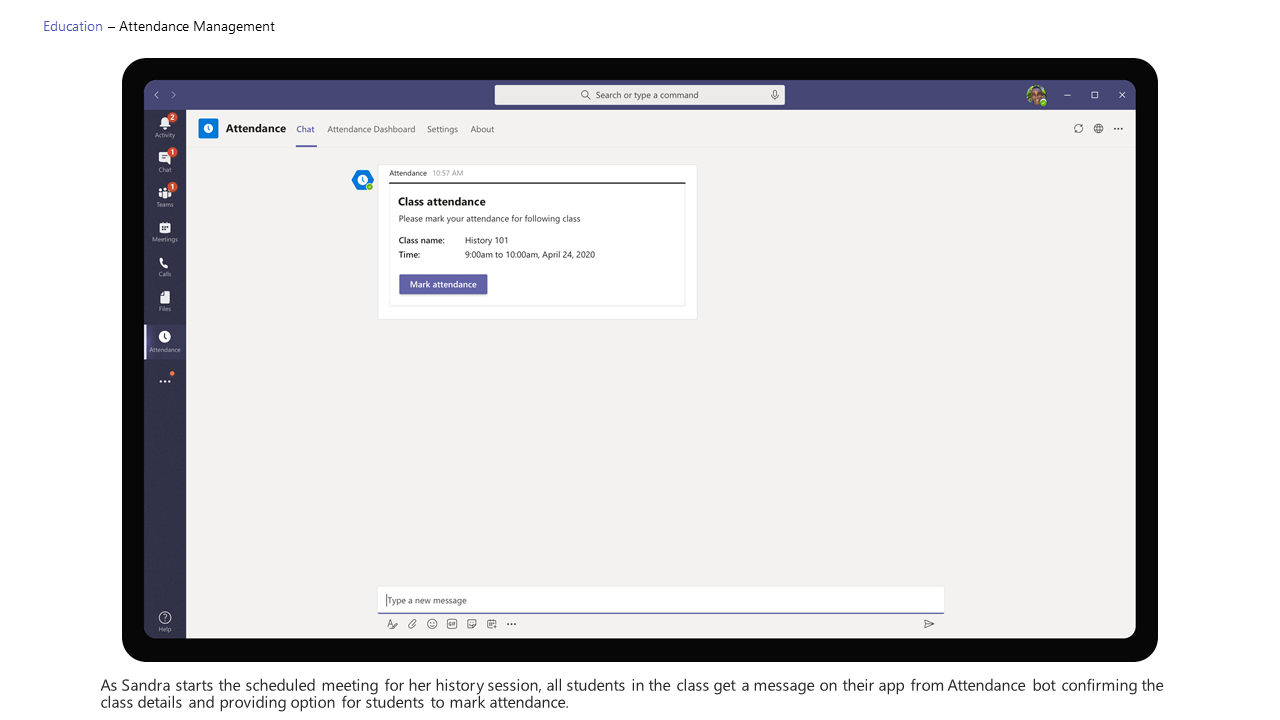 Education – Attendance Management
Search or type a command
2
Activity
Attendance
Chat
Attendance Dashboard
Settings
About
1
Chat
1
Teams
Meetings
Calls
Files
Attendance
Attendance 10:57 AM
Class attendance
Please mark your attendance for following class
Class name: History 101
Time: 9:00am to 10:00am, April 24, 2020
Mark attendance
Type a new message
GIF
Help
As Sandra starts the scheduled meeting for her history session, all students in the class get a message on their app from Attendance bot confirming the
class details and providing option for students to mark attendance.